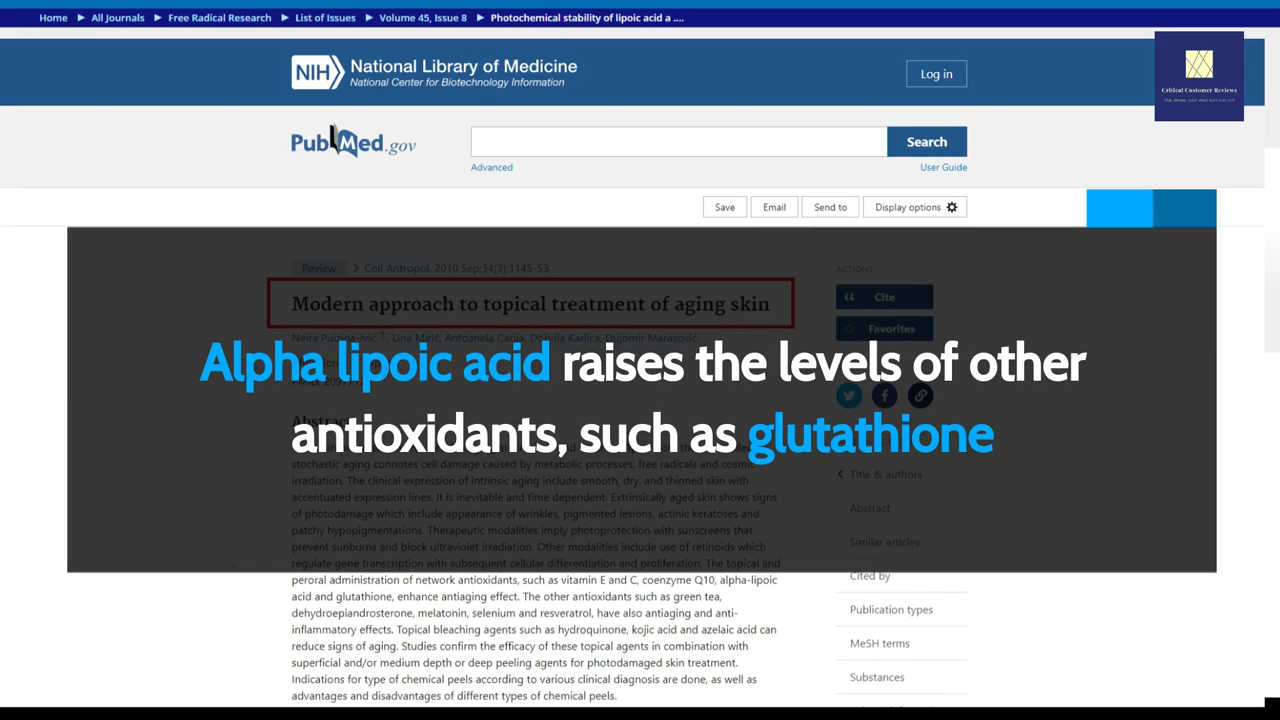 Home ▶ All Journals ▶ Free Radical Research ▶ List of Issues ▶ Volume 45, Issue 8 ▶ Photochemical stability of lipoic acid a ....
NIH National Library of Medicine
National Center for Biotechnology Information
Log in
Critical Customer Reviews
PubMed.gov
Search
Advanced
User Guide
Save
Email
Send to
Display options
Review > Coll Antropol. 2010 Sep;34(3):1145-53.
ACTIONS
Modern approach to topical treatment of aging skin
Cite
Favorites
Neira Puizina-Ivić, Lina Mirić, Antoanela Carija, Dobrila Karlica, Dujomir Marasović
Alpha lipoic acid raises the levels of other
antioxidants, such as glutathione
stochastic aging connotes cell damage caused by metabolic processes, free radicals and cosmic
irradiation. The clinical expression of intrinsic aging include smooth, dry, and thinned skin with
accentuated expression lines. It is inevitable and time dependent. Extrinsically aged skin shows signs
of photodamage which include appearance of wrinkles, pigmented lesions, actinic keratoses and
patchy hypopigmentations. Therapeutic modalities imply photoprotection with sunscreens that
prevent sunburns and block ultraviolet irradiation. Other modalities include use of retinoids which
regulate gene transcription with subsequent cellular differentiation and proliferation. The topical and
peroral administration of network antioxidants, such as vitamin E and C, coenzyme Q10, alpha-lipoic
acid and glutathione, enhance antiaging effect. The other antioxidants such as green tea,
dehydroepiandrosterone, melatonin, selenium and resveratrol, have also antiaging and anti-
inflammatory effects. Topical bleaching agents such as hydroquinone, kojic acid and azelaic acid can
reduce signs of aging. Studies confirm the efficacy of these topical agents in combination with
superficial and/or medium depth or deep peeling agents for photodamaged skin treatment.
Indications for type of chemical peels according to various clinical diagnosis are done, as well as
advantages and disadvantages of different types of chemical peels.
Title & authors
Abstract
Similar articles
Cited by
Publication types
MeSH terms
Substances